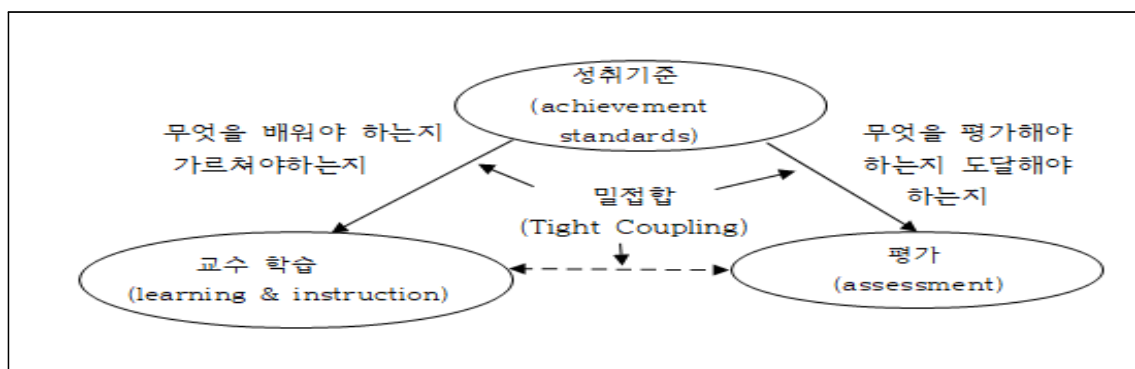 성취기준
(achievement
standards)
무엇을 배워야 하는지
가르쳐야하는지
무엇을 평가해야
하는지 도달해야
하는지
밀접합
(Tight Coupling)
교수 학습
(learning & instruction)
평가
(assessment)